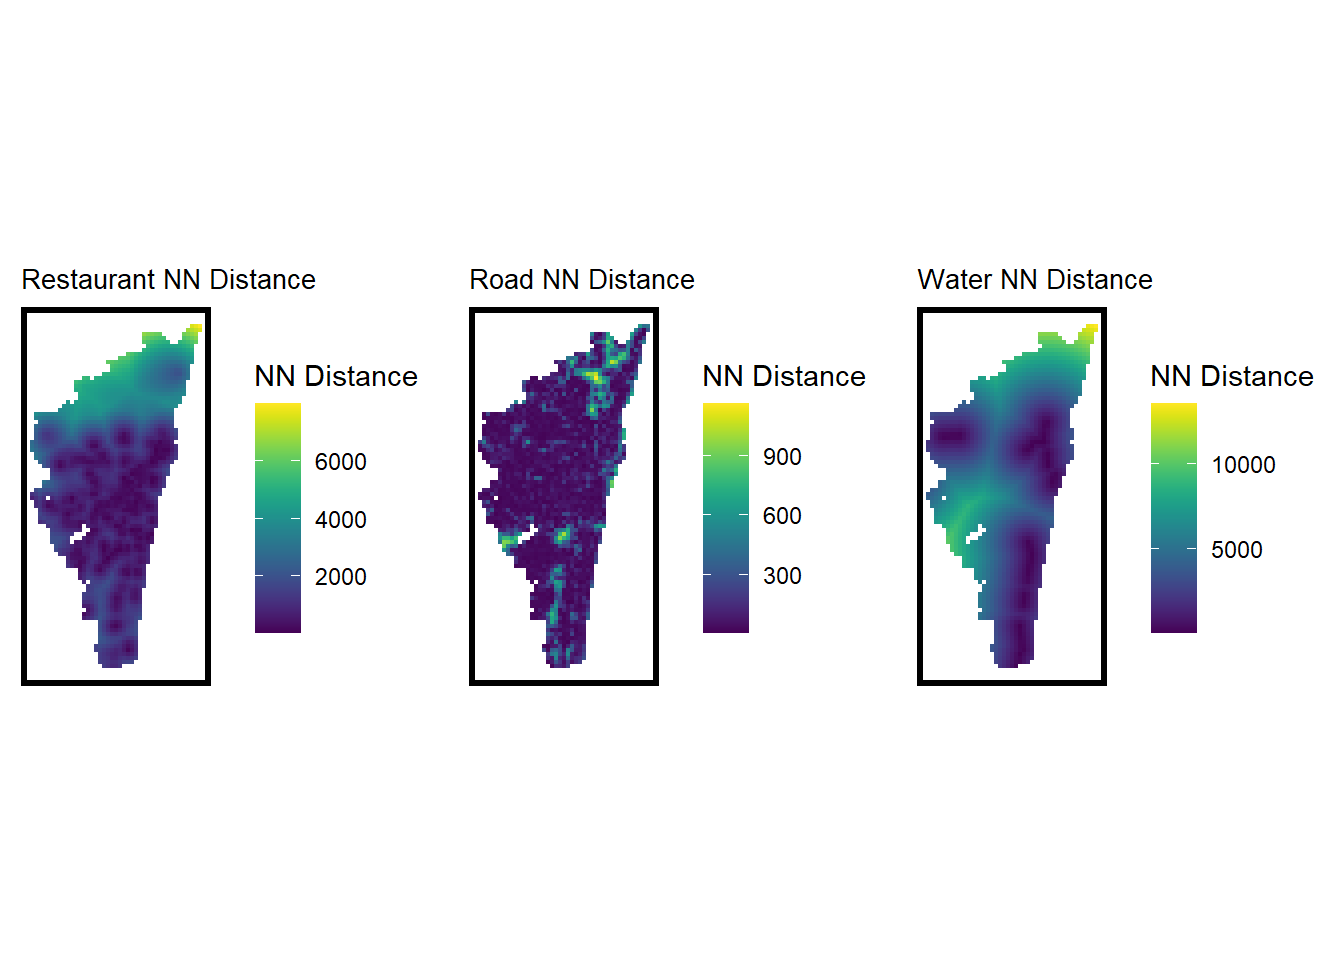 Restaurant NN Distance
NN Distance
6000
4000
2000
Road NN Distance
NN Distance
900
600
300
Water NN Distance
NN Distance
10000
5000